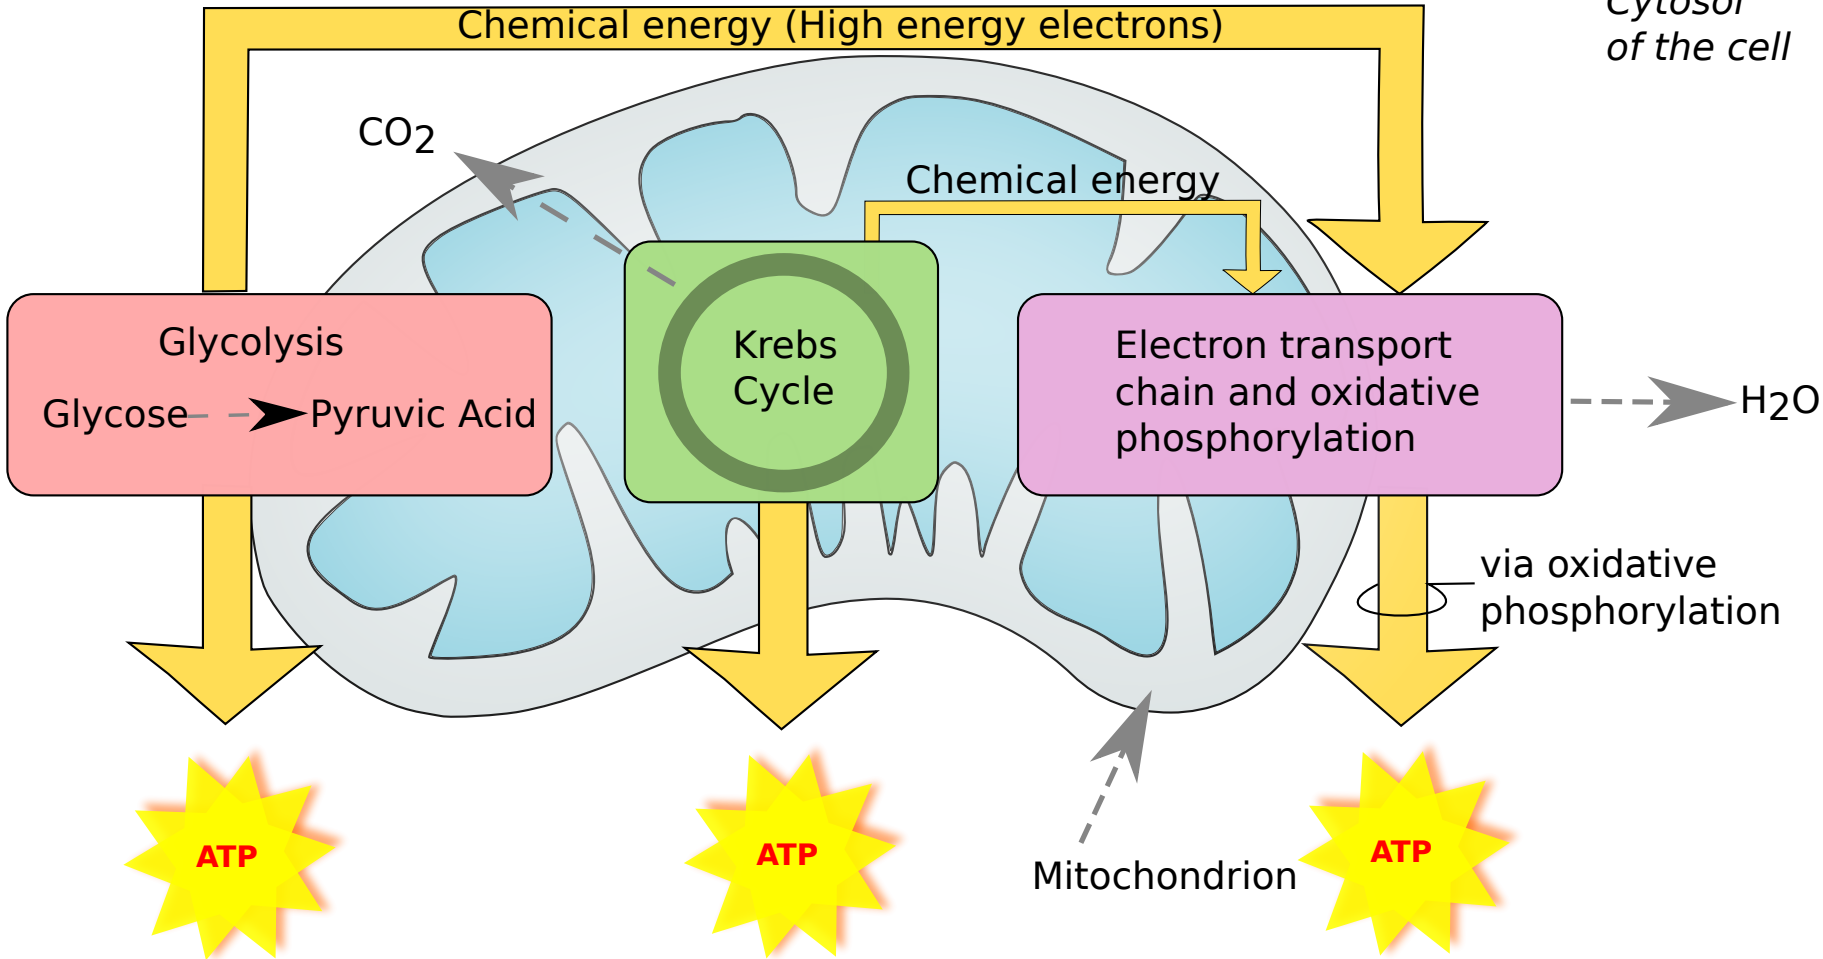 Cytosol
of the cell
Chemical energy (High energy electrons)
CO2
Chemical energy
Glycolysis
Glycose
Pyruvic Acid
Krebs
Cycle
Electron transport
chain and oxidative
phosphorylation
H2O
via oxidative
phosphorylation
Mitochondrion
ATP
ATP
ATP